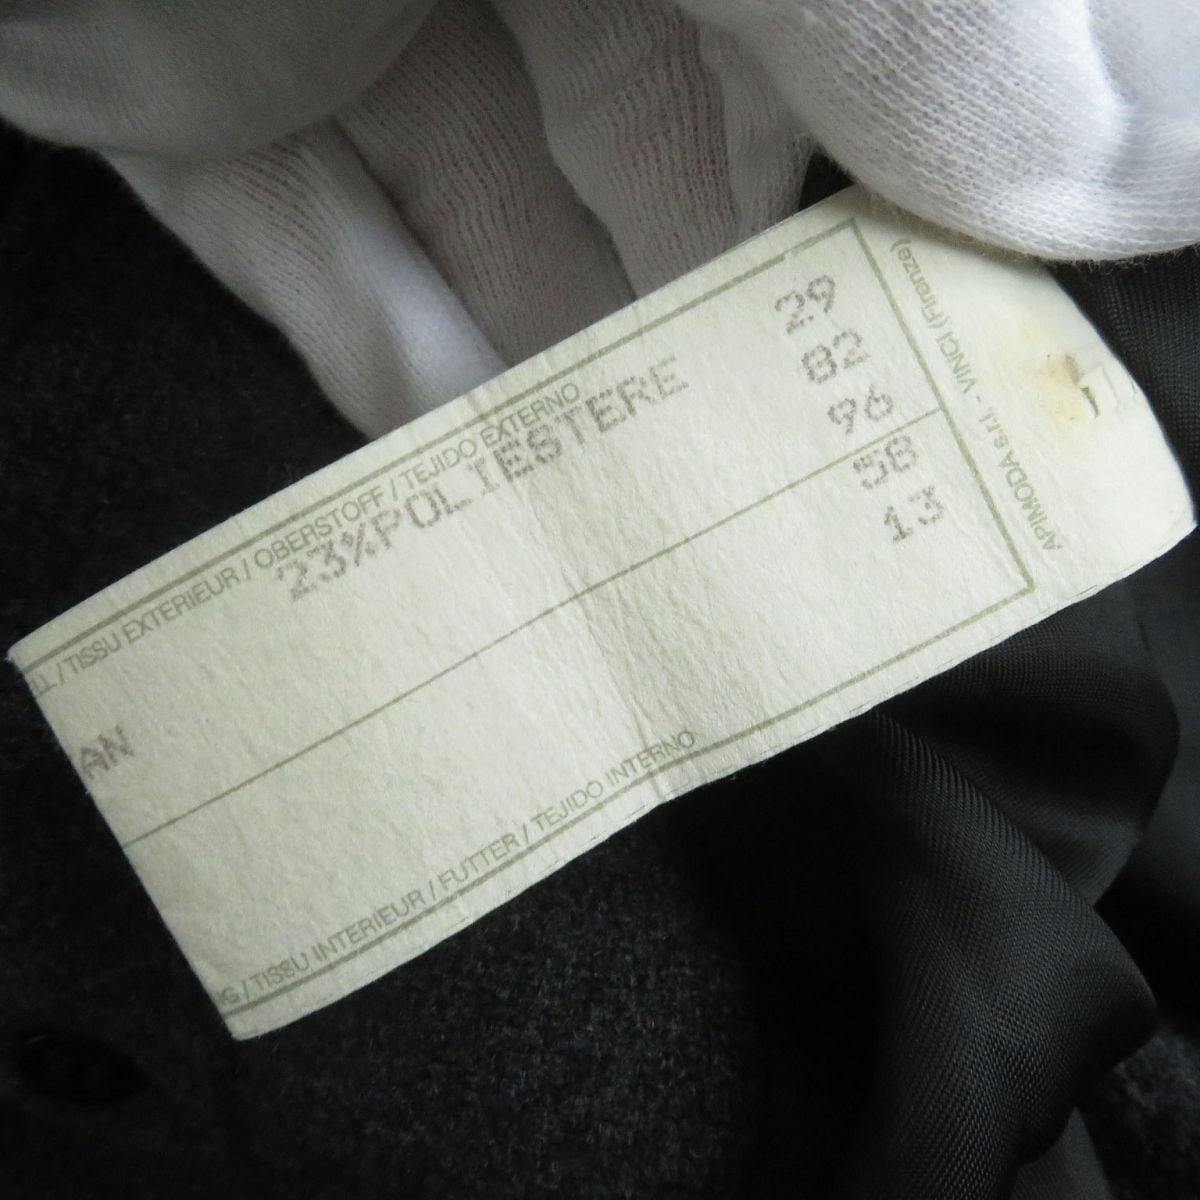 / TISSU EXTERIEUR / OBERSTOFF / TEJIDO EXTERNO
23%POLIESTERE
29
82
96
58
13
AN
/ TISSU INTERIEUR / FUTTER / TEJIDO INTERNO
APIMODA s.r.l. - VINCI (Firenze)